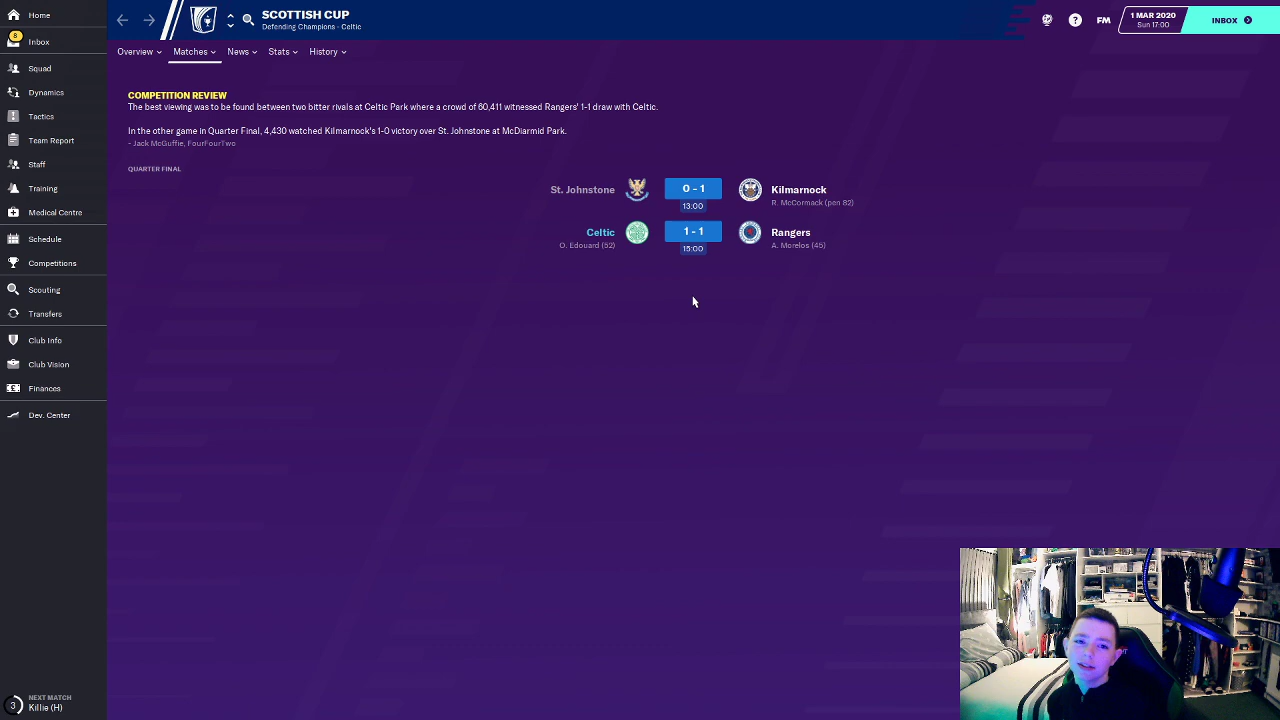 SCOTTISH CUP
Defending Champions - Celtic
FM
1 MAR 2020
Sun 17:00
INBOX
Home
8
Inbox
Squad
Dynamics
Tactics
Team Report
Staff
Training
Medical Centre
Schedule
Competitions
Scouting
Transfers
Club Info
Club Vision
Finances
Dev. Center
3
NEXT MATCH
Killie (H)
Overview
Matches
News
Stats
History
COMPETITION REVIEW
The best viewing was to be found between two bitter rivals at Celtic Park where a crowd of 60,411 witnessed Rangers' 1-1 draw with Celtic.
In the other game in Quarter Final, 4,430 watched Kilmarnock's 1-0 victory over St. Johnstone at McDiarmid Park.
- Jack McGuffie, FourFourTwo
QUARTER FINAL
St. Johnstone 0 - 1 Kilmarnock
13:00 R. McCormack (pen 82)
Celtic 1 - 1 Rangers
O. Edouard (52) 15:00 A. Morelos (45)